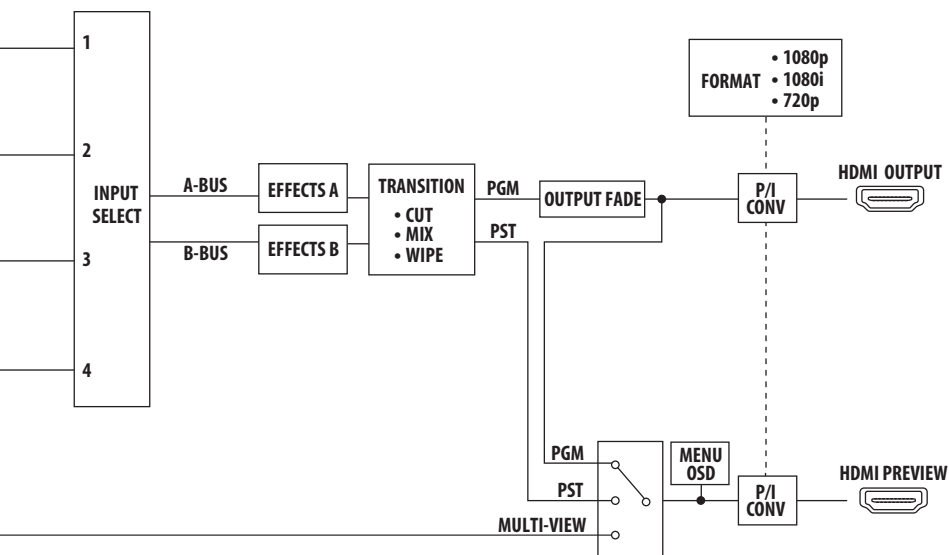 1
2
3
4
INPUT
SELECT
A-BUS
B-BUS
EFFECTS A
EFFECTS B
TRANSITION
• CUT
• MIX
• WIPE
PGM
PST
OUTPUT FADE
FORMAT
• 1080p
• 1080i
• 720p
P/I
CONV
HDMI OUTPUT
PGM
PST
MULTI-VIEW
MENU
OSD
P/I
CONV
HDMI PREVIEW